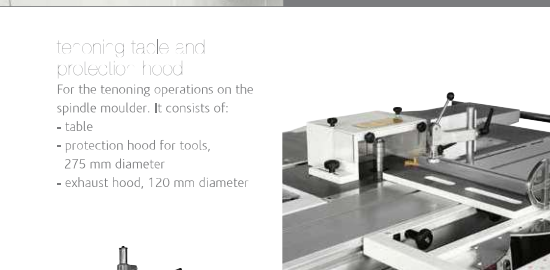 tenoning table and
protection hood
For the tenoning operations on the
spindle moulder. It consists of:
- table
- protection hood for tools,
275 mm diameter
- exhaust hood, 120 mm diameter